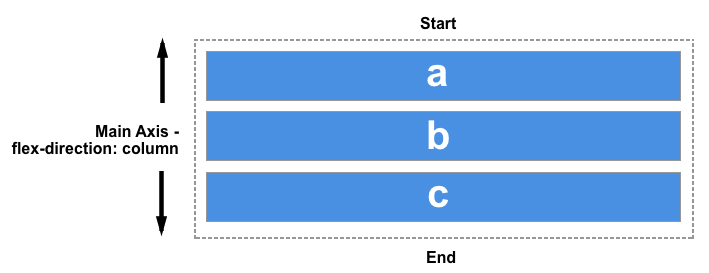 Start
a
Main Axis -
flex-direction: column
b
c
End